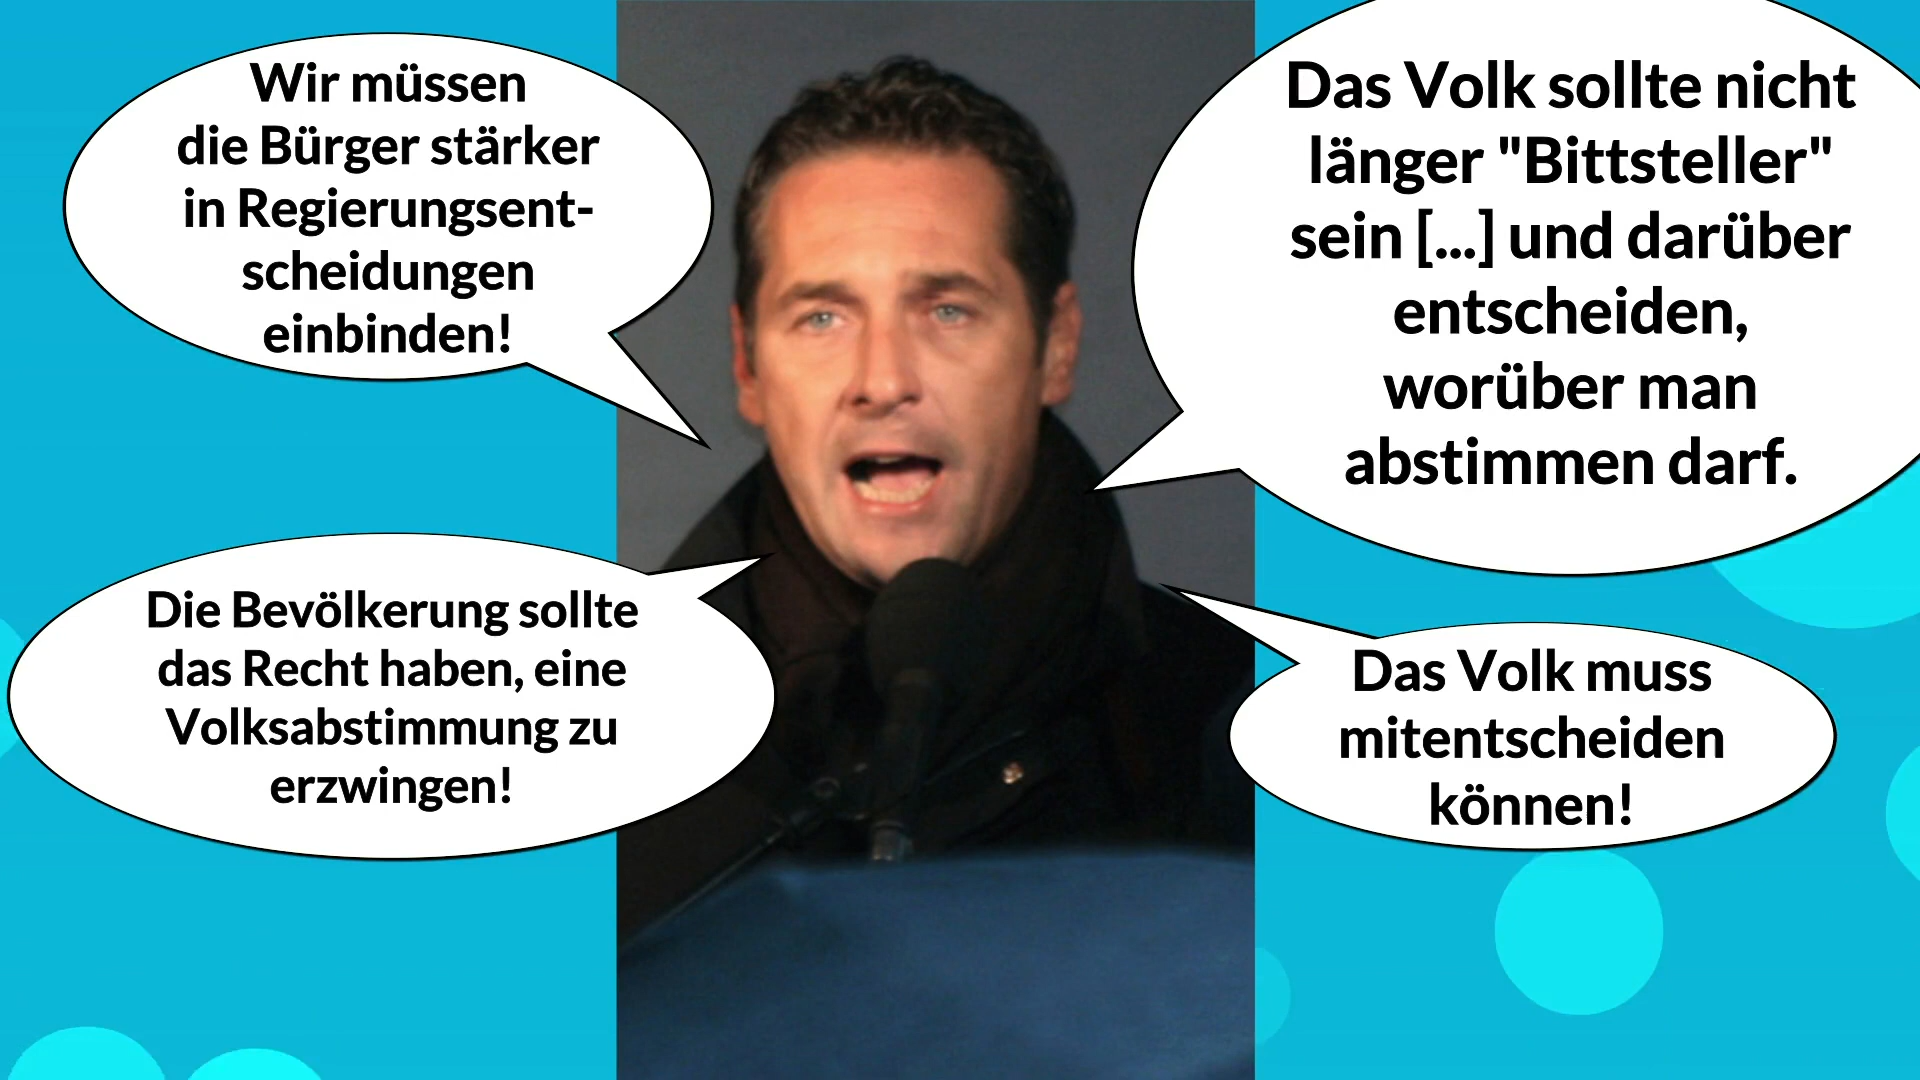 Wir müssen
die Bürger stärker
in Regierungsent-
scheidungen
einbinden!
Das Volk sollte nicht
länger "Bittsteller"
sein [...] und darüber
entscheiden,
worüber man
abstimmen darf.
Die Bevölkerung sollte
das Recht haben, eine
Volksabstimmung zu
erzwingen!
Das Volk muss
mitentscheiden
können!